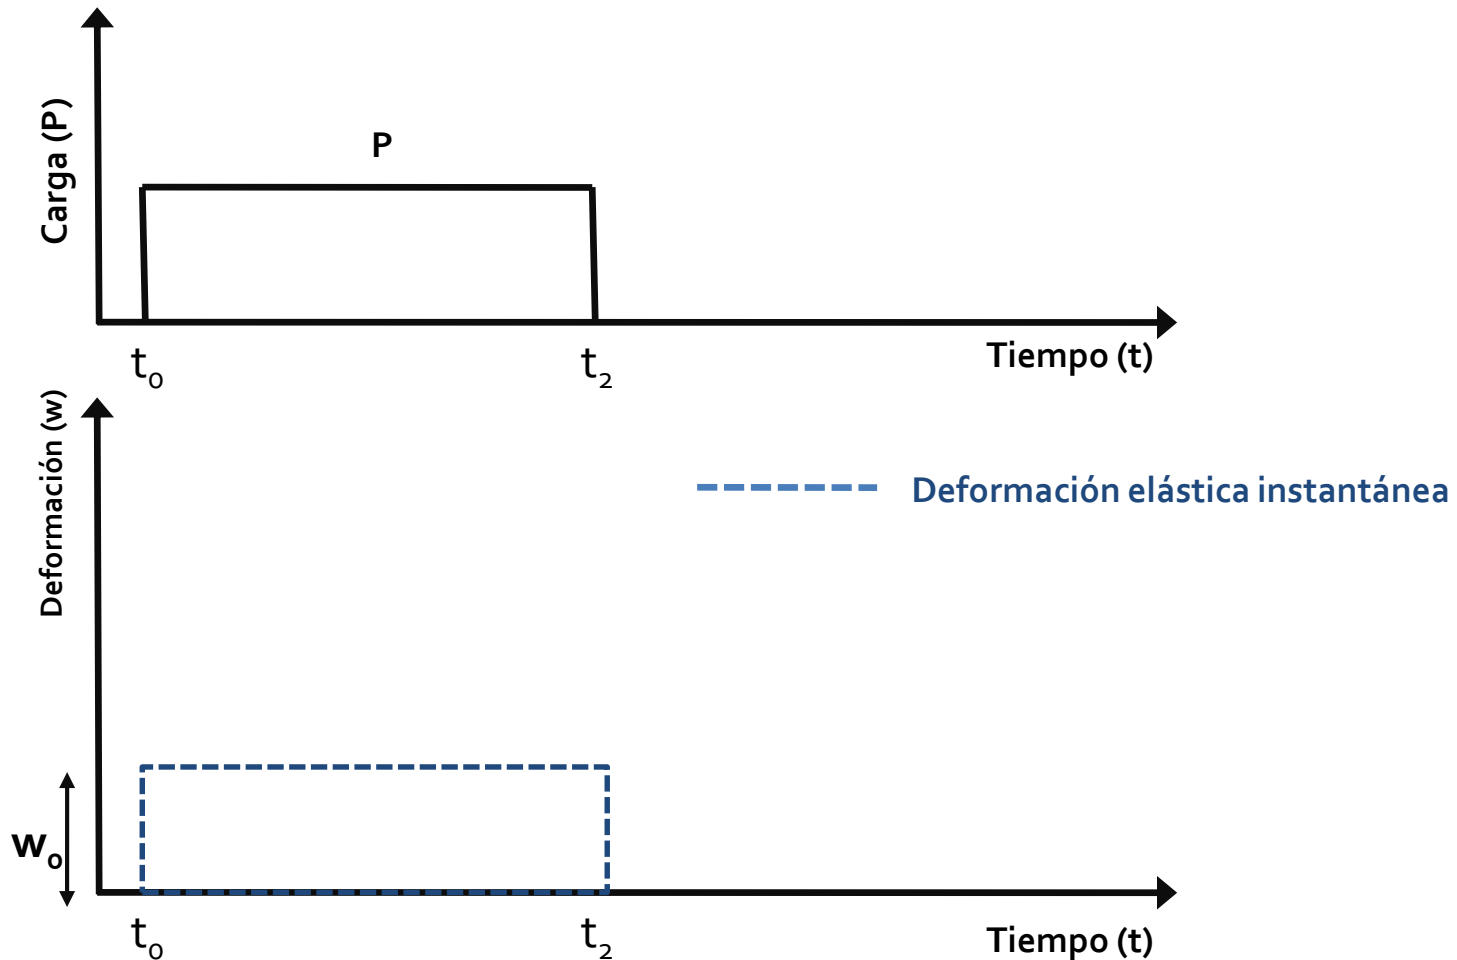 Carga (P)
P
t₀
t₂
Tiempo (t)
Deformación (w)
Deformación elástica instantánea
w₀
t₀
t₂
Tiempo (t)